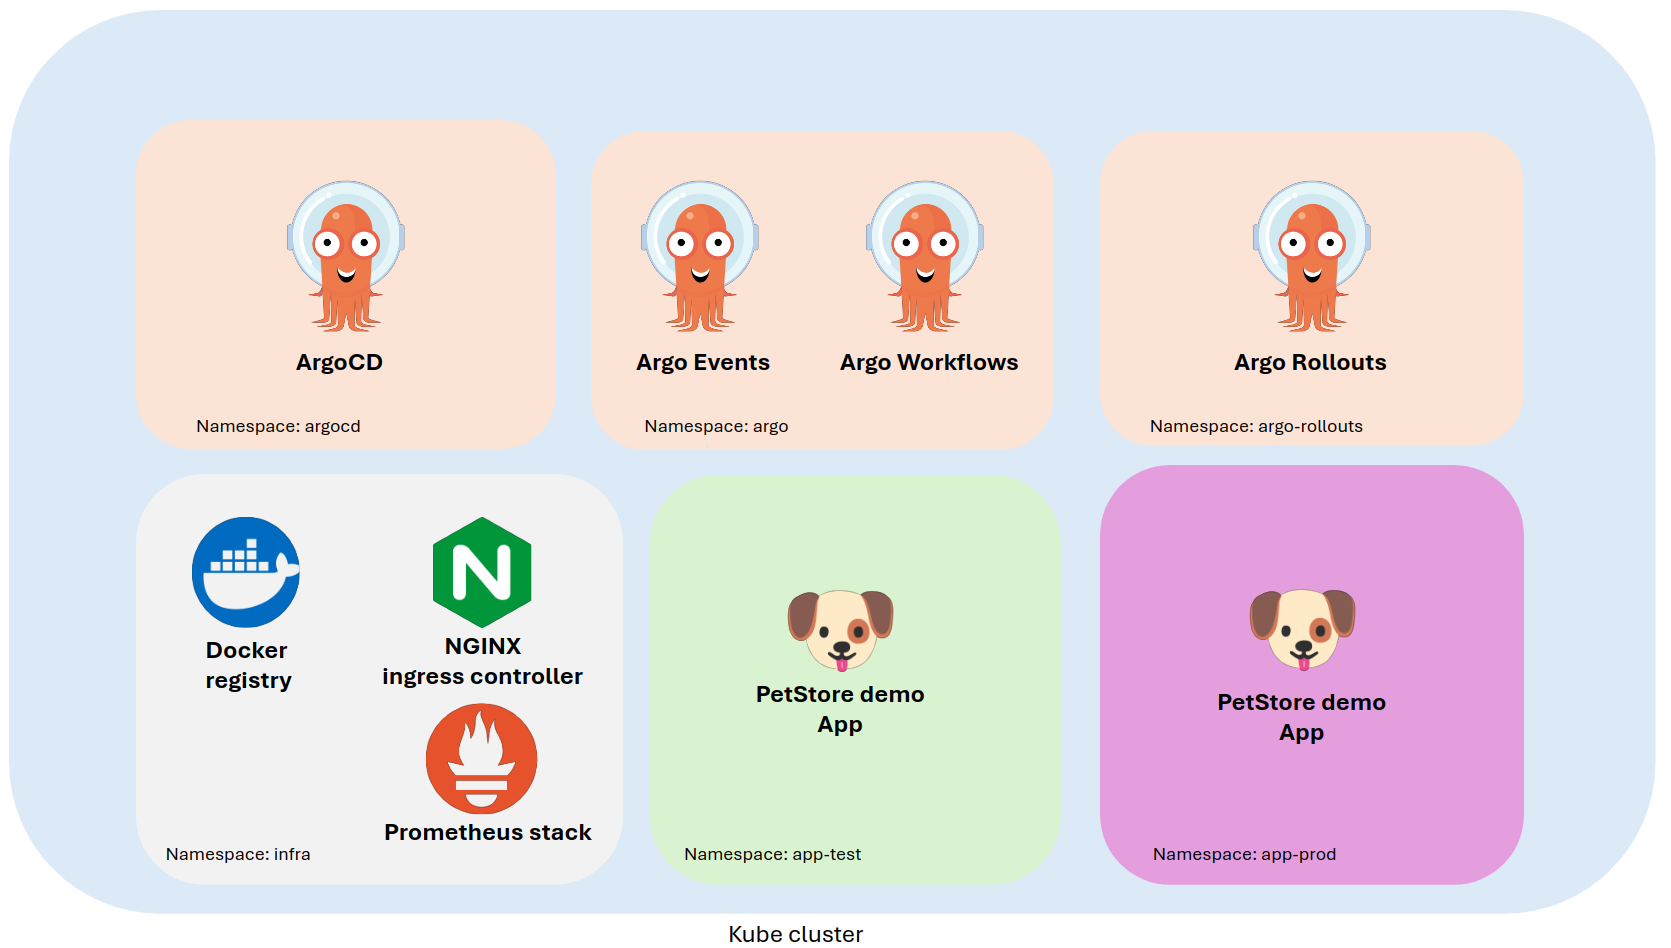 ArgoCD
Namespace: argocd
Argo Events
Argo Workflows
Namespace: argo
Argo Rollouts
Namespace: argo-rollouts
Docker
registry
NGINX
ingress controller
Prometheus stack
Namespace: infra
PetStore demo
App
Namespace: app-test
PetStore demo
App
Namespace: app-prod
Kube cluster